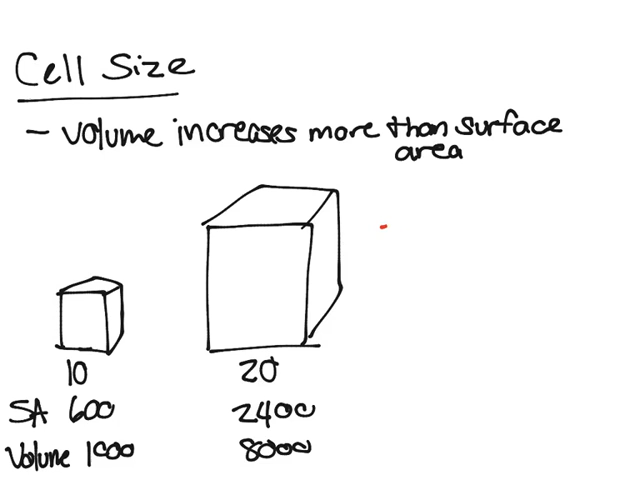 Cell Size
- Volume increases more than surface
area
10 20
SA 600 2400
Volume 1000 8000